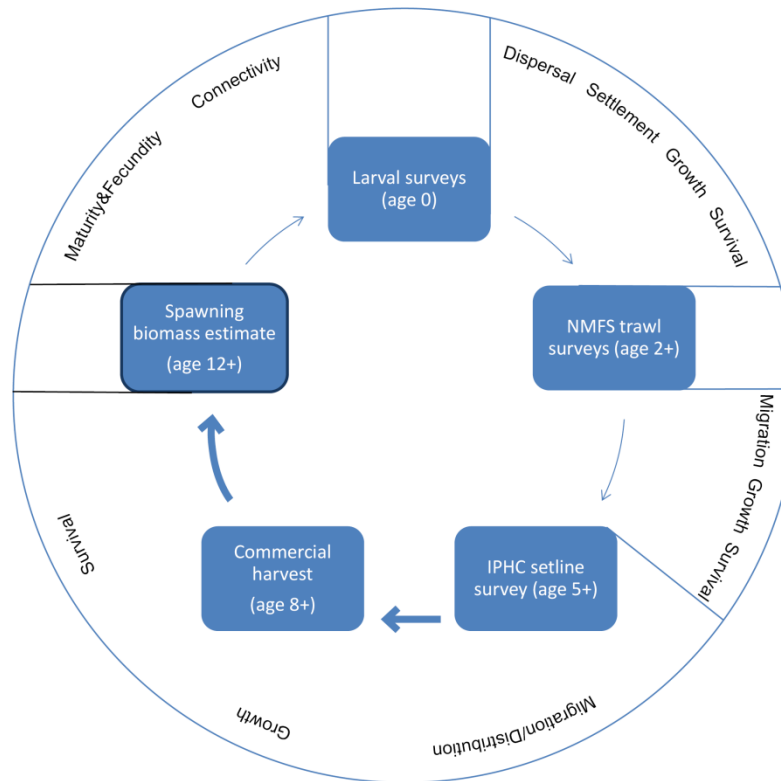 Connectivity
Maturity&Fecundity
Dispersal Settlement Growth Survival
Larval surveys
(age 0)
Spawning
biomass estimate
(age 12+)
NMFS trawl
surveys (age 2+)
Migration Growth Survival
Commercial
harvest
(age 8+)
IPHC setline
survey (age 5+)
Survival
Growth
Migration/Distribution